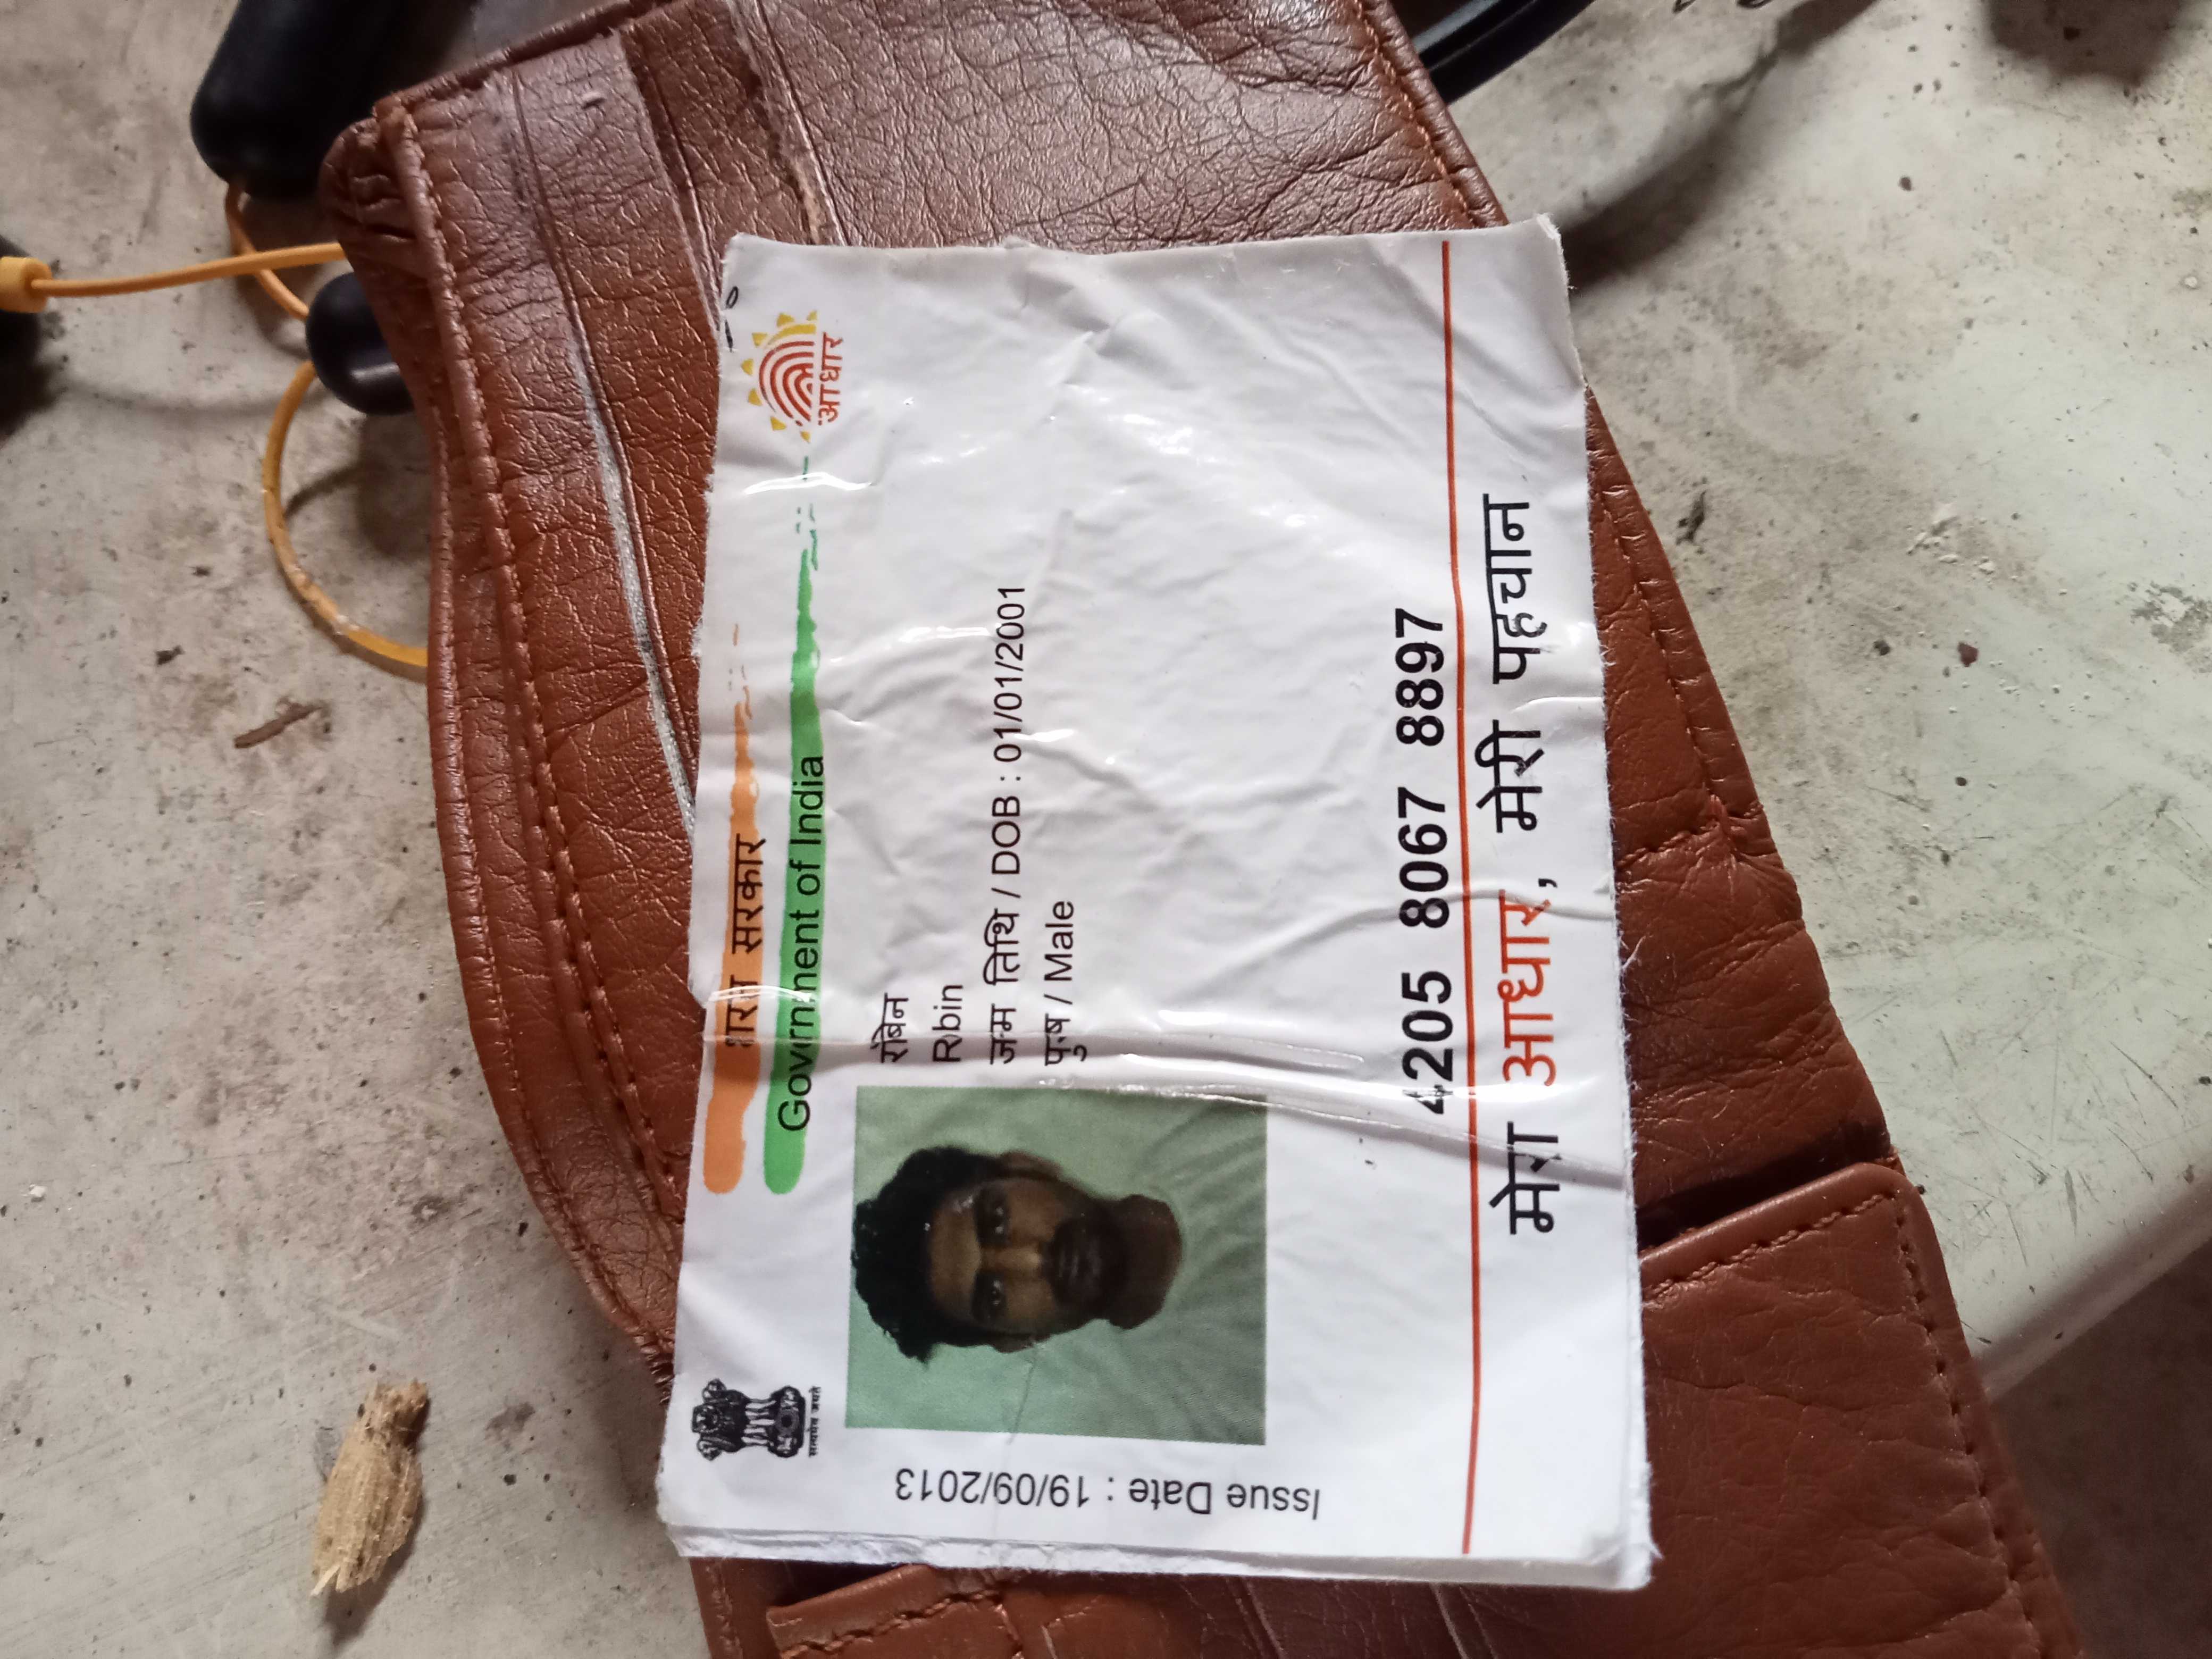 भारत सरकार
Government of India
आधार
सत्यमेव जयते
रोबिन
Rbin
जन्म तिथि / DOB : 01/01/2001
पुरुष / Male
Issue Date : 19/09/2013
4205 8067 8897
मेरा आधार, मेरी पहचान